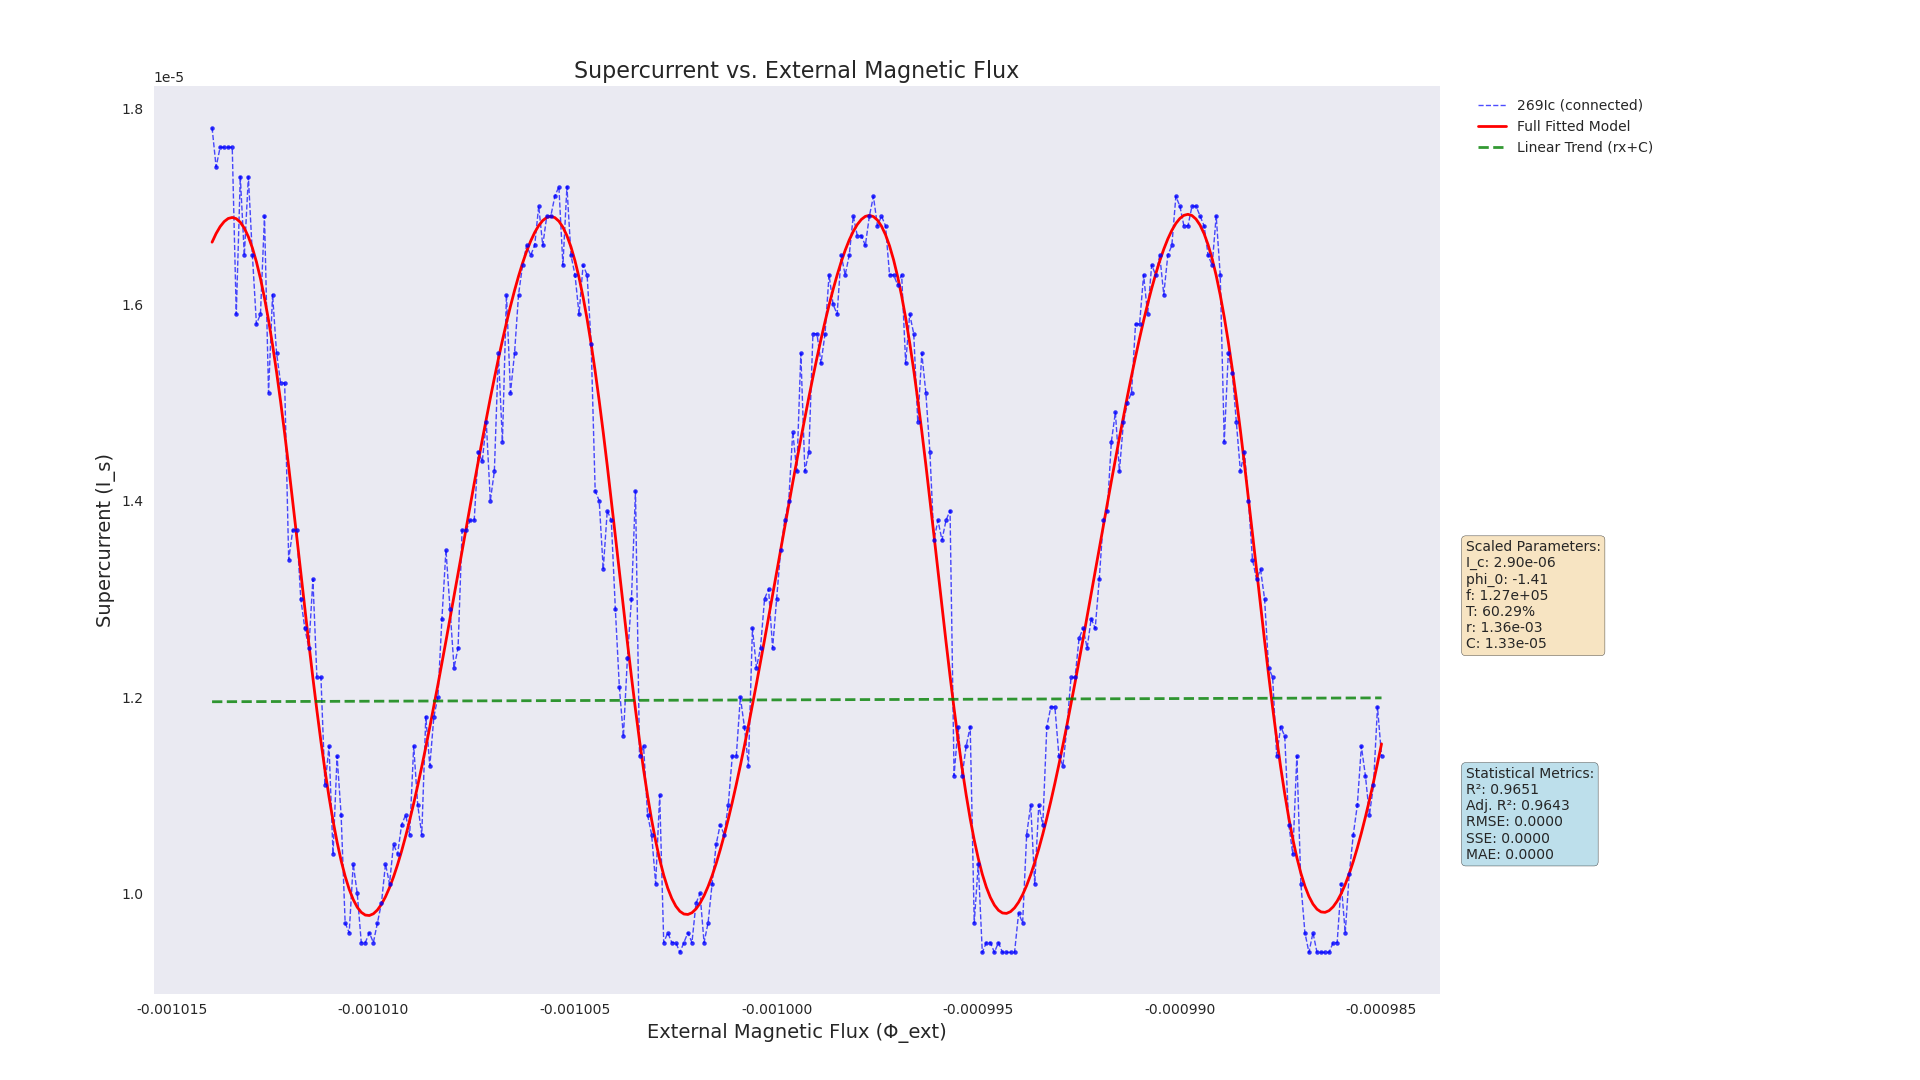 Supercurrent vs. External Magnetic Flux
1e-5
1.8
1.6
1.4
1.2
1.0
Supercurrent (I_s)
-0.001015
-0.001010
-0.001005
-0.001000
-0.000995
-0.000990
-0.000985
External Magnetic Flux (Φ_ext)
269Ic (connected)
Full Fitted Model
Linear Trend (rx+C)
Scaled Parameters:
I_c: 2.90e-06
phi_0: -1.41
f: 1.27e+05
T: 60.29%
r: 1.36e-03
C: 1.33e-05
Statistical Metrics:
R²: 0.9651
Adj. R²: 0.9643
RMSE: 0.0000
SSE: 0.0000
MAE: 0.0000